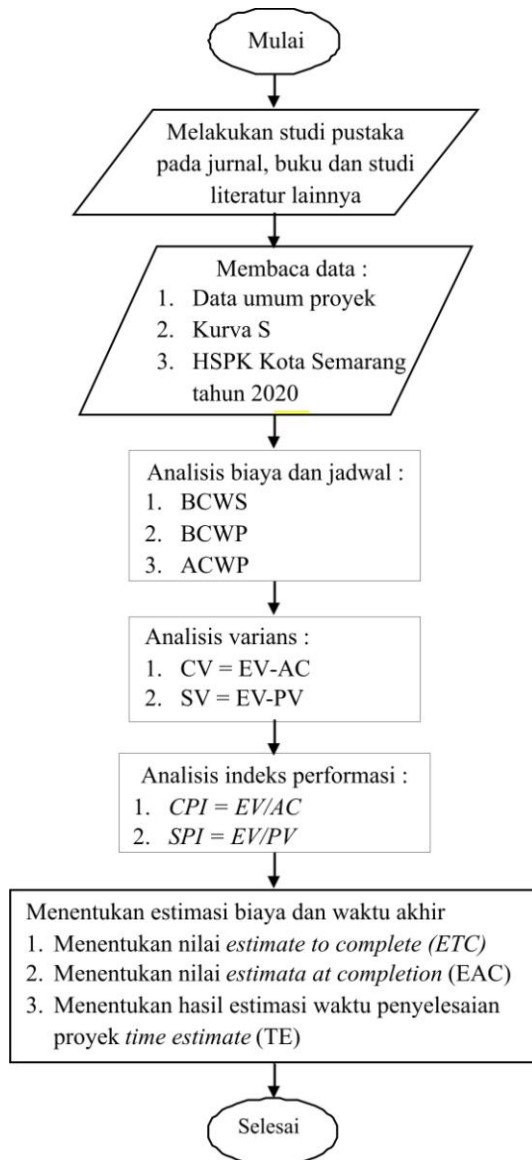 Mulai
Melakukan studi pustaka
pada jurnal, buku dan studi
literatur lainnya
Membaca data :
1. Data umum proyek
2. Kurva S
3. HSPK Kota Semarang
tahun 2020
Analisis biaya dan jadwal :
1. BCWS
2. BCWP
3. ACWP
Analisis varians :
1. CV = EV-AC
2. SV = EV-PV
Analisis indeks performasi :
1. CPI = EV/AC
2. SPI = EV/PV
Menentukan estimasi biaya dan waktu akhir
1. Menentukan nilai estimate to complete (ETC)
2. Menentukan nilai estimata at completion (EAC)
3. Menentukan hasil estimasi waktu penyelesaian
proyek time estimate (TE)
Selesai